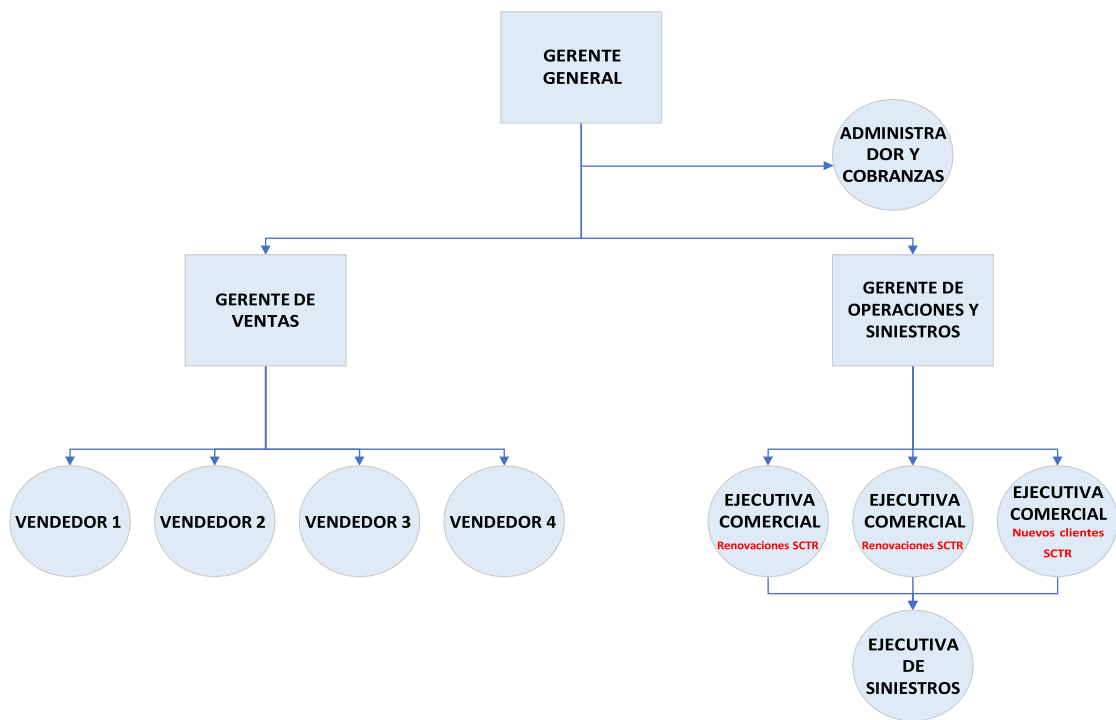 GERENTE
GENERAL
ADMINISTRA
DOR Y
COBRANZAS
GERENTE DE
VENTAS
GERENTE DE
OPERACIONES Y
SINIESTROS
VENDEDOR 1
VENDEDOR 2
VENDEDOR 3
VENDEDOR 4
EJECUTIVA
COMERCIAL
Renovaciones SCTR
EJECUTIVA
COMERCIAL
Renovaciones SCTR
EJECUTIVA
COMERCIAL
Nuevos clientes
SCTR
EJECUTIVA
DE
SINIESTROS